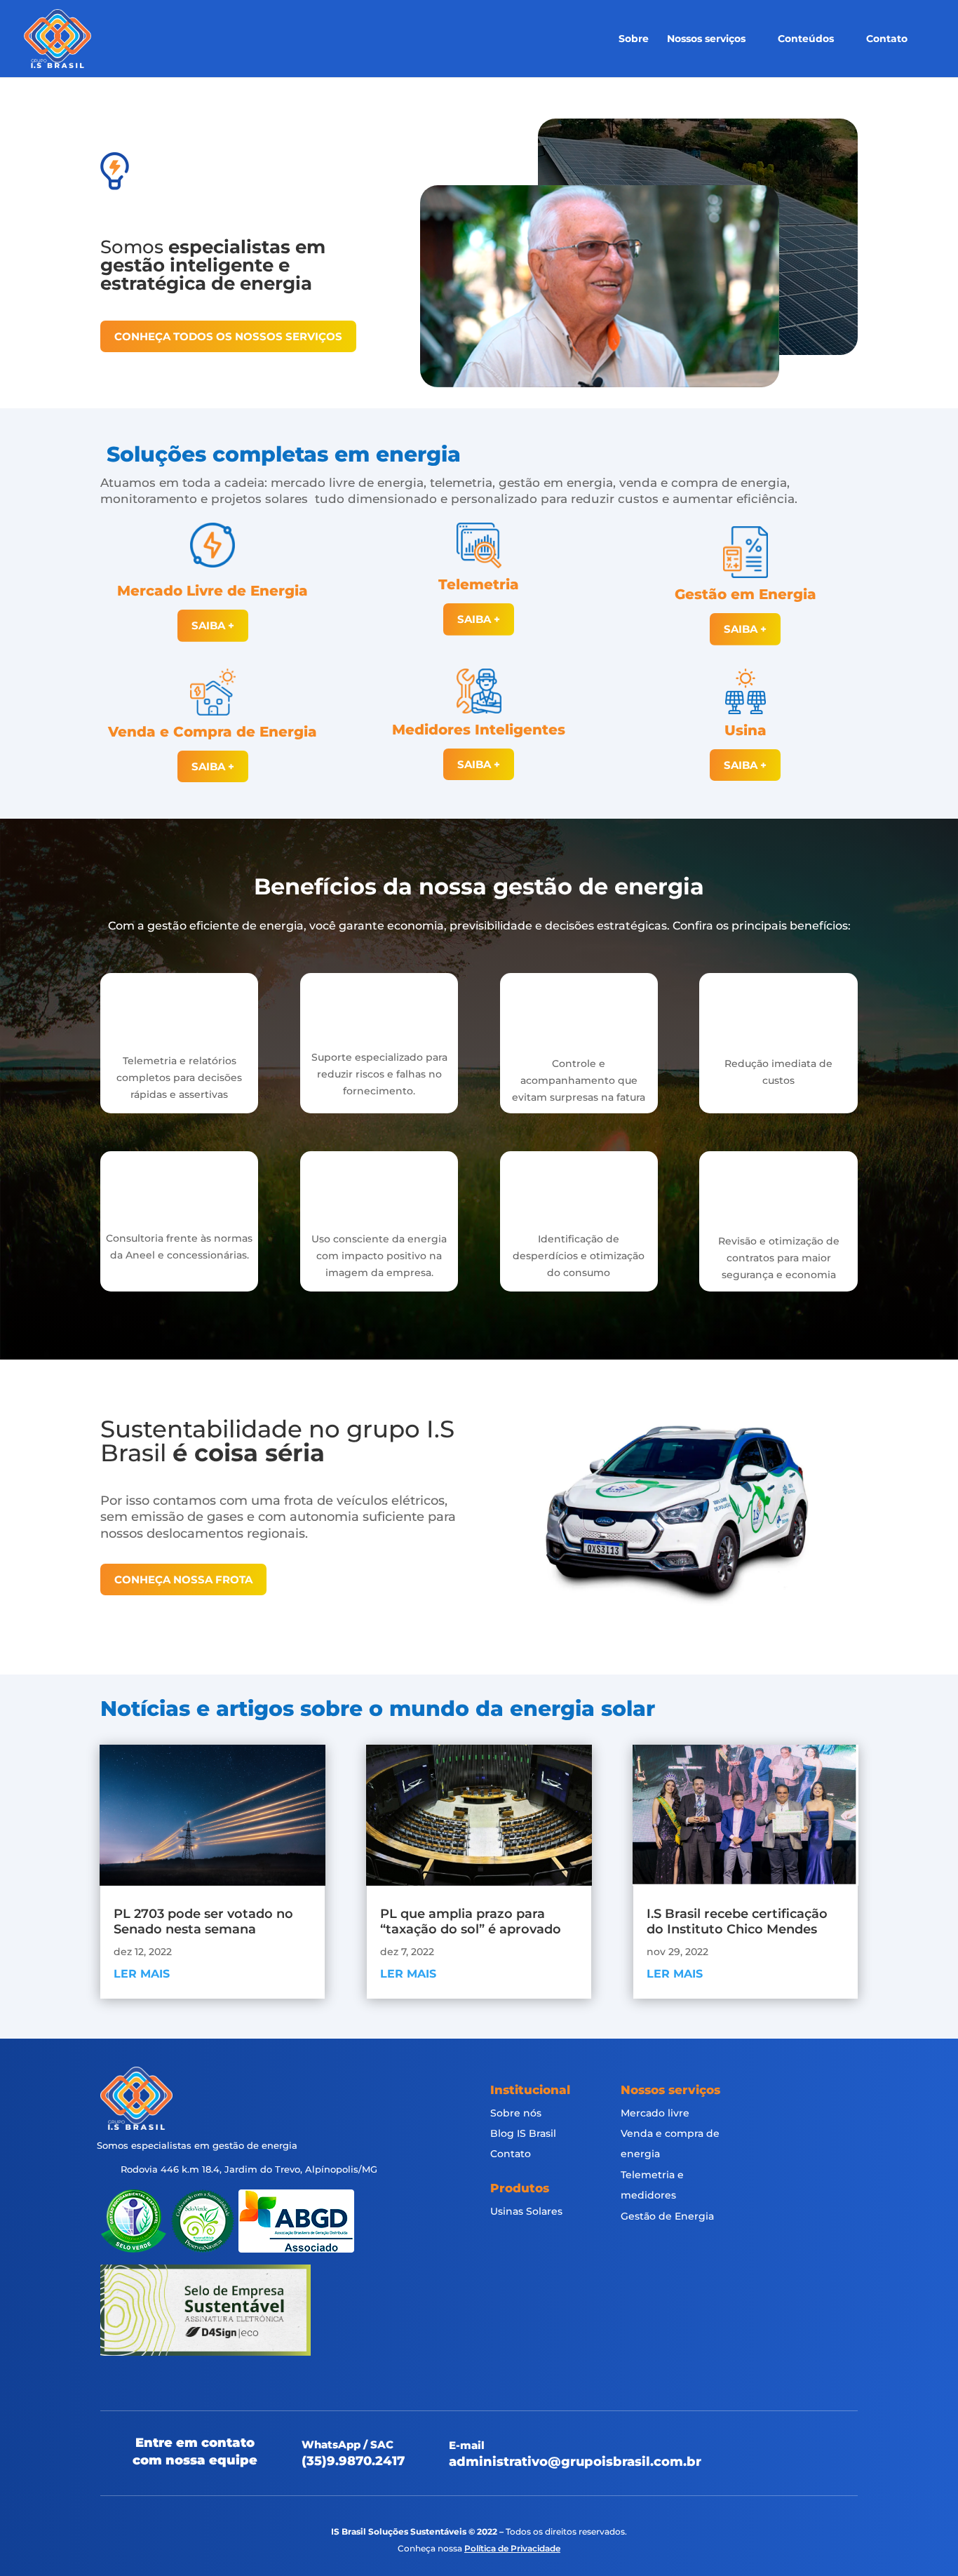 GRUPO
I.S BRASIL
Sobre
Nossos serviços
Conteúdos
Contato
Somos especialistas em
gestão inteligente e
estratégica de energia
CONHEÇA TODOS OS NOSSOS SERVIÇOS
Soluções completas em energia
Atuamos em toda a cadeia: mercado livre de energia, telemetria, gestão em energia, venda e compra de energia,
monitoramento e projetos solares  tudo dimensionado e personalizado para reduzir custos e aumentar eficiência.
Mercado Livre de Energia
SAIBA +
Telemetria
SAIBA +
Gestão em Energia
SAIBA +
Venda e Compra de Energia
SAIBA +
Medidores Inteligentes
SAIBA +
Usina
SAIBA +
Benefícios da nossa gestão de energia
Com a gestão eficiente de energia, você garante economia, previsibilidade e decisões estratégicas. Confira os principais benefícios:
Telemetria e relatórios
completos para decisões
rápidas e assertivas
Suporte especializado para
reduzir riscos e falhas no
fornecimento.
Controle e
acompanhamento que
evitam surpresas na fatura
Redução imediata de
custos
Consultoria frente às normas
da Aneel e concessionárias.
Uso consciente da energia
com impacto positivo na
imagem da empresa.
Identificação de
desperdícios e otimização
do consumo
Revisão e otimização de
contratos para maior
segurança e economia
Sustentabilidade no grupo I.S
Brasil é coisa séria
Por isso contamos com uma frota de veículos elétricos,
sem emissão de gases e com autonomia suficiente para
nossos deslocamentos regionais.
CONHEÇA NOSSA FROTA
QXS3113
Notícias e artigos sobre o mundo da energia solar
PL 2703 pode ser votado no
Senado nesta semana
dez 12, 2022
LER MAIS
PL que amplia prazo para
“taxação do sol” é aprovado
dez 7, 2022
LER MAIS
I.S Brasil recebe certificação
do Instituto Chico Mendes
nov 29, 2022
LER MAIS
GRUPO
I.S BRASIL
Somos especialistas em gestão de energia
Rodovia 446 k.m 18.4, Jardim do Trevo, Alpínopolis/MG
SELO VERDE
Selo Verde
ABGD
Associação Brasileira de Geração Distribuída
Associado
Selo de Empresa
Sustentável
ASSINATURA ELETRÔNICA
D4Sign|eco
Institucional
Sobre nós
Blog IS Brasil
Contato
Produtos
Usinas Solares
Nossos serviços
Mercado livre
Venda e compra de
energia
Telemetria e
medidores
Gestão de Energia
Entre em contato
com nossa equipe
WhatsApp / SAC
(35)9.9870.2417
E-mail
administrativo@grupoisbrasil.com.br
IS Brasil Soluções Sustentáveis © 2022 – Todos os direitos reservados.
Conheça nossa Política de Privacidade